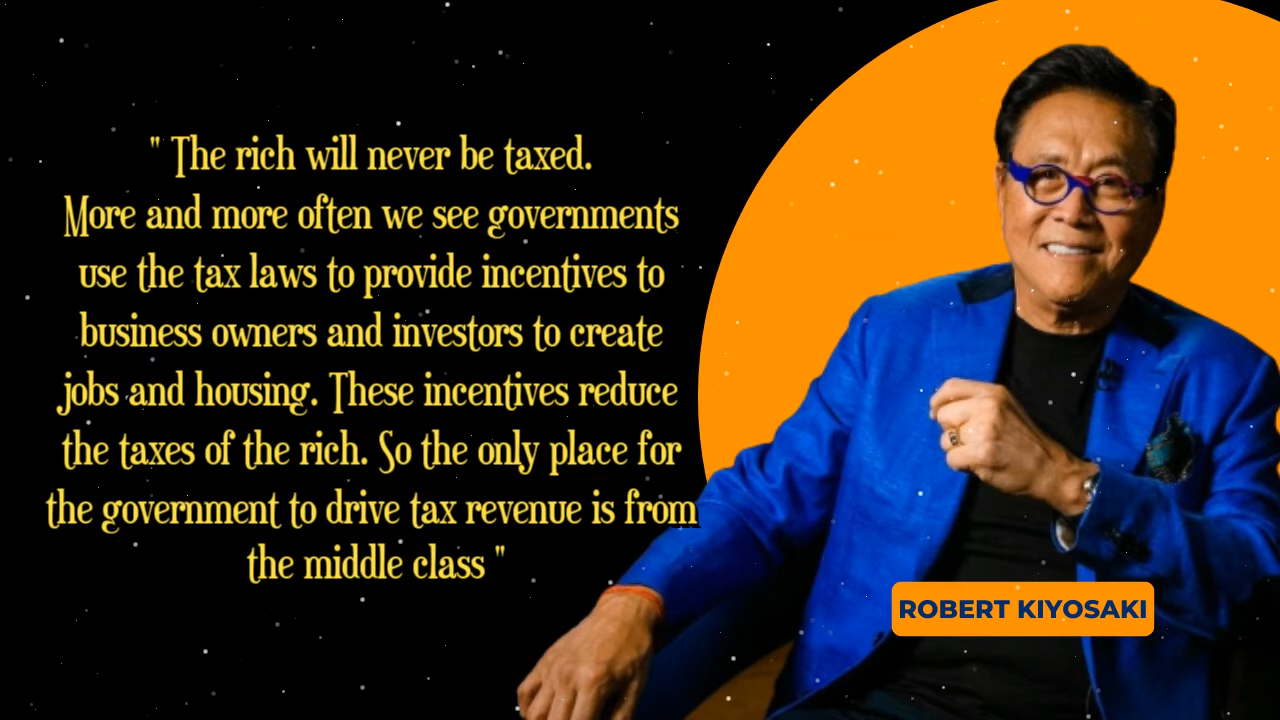 " The rich will never be taxed.
More and more often we see governments
use the tax laws to provide incentives to
business owners and investors to create
jobs and housing. These incentives reduce
the taxes of the rich. So the only place for
the government to drive tax revenue is from
the middle class "
ROBERT KIYOSAKI